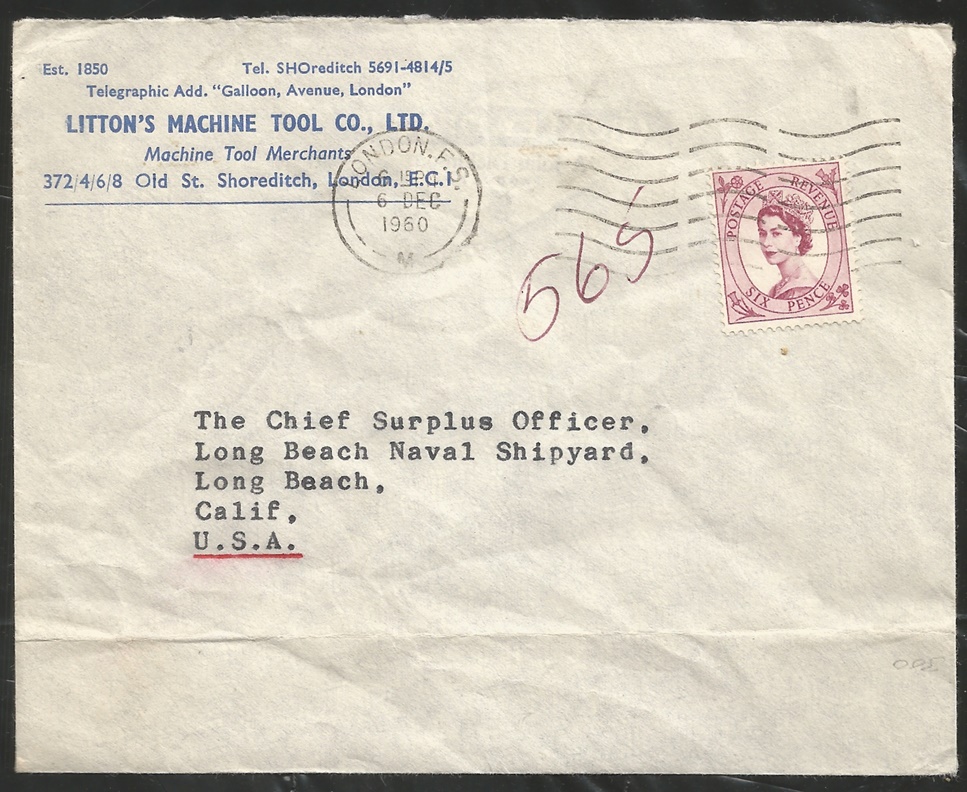 Est. 1850 Tel. SHOreditch 5691-4814/5
Telegraphic Add. "Galloon, Avenue, London"
LITTON'S MACHINE TOOL CO., LTD.
Machine Tool Merchants
372/4/6/8 Old St. Shoreditch, London, E.C.1.
LONDON. F.S.
6 DEC
1960
M
565
POSTAGE REVENUE
SIX PENCE
The Chief Surplus Officer,
Long Beach Naval Shipyard,
Long Beach,
Calif,
U.S.A.